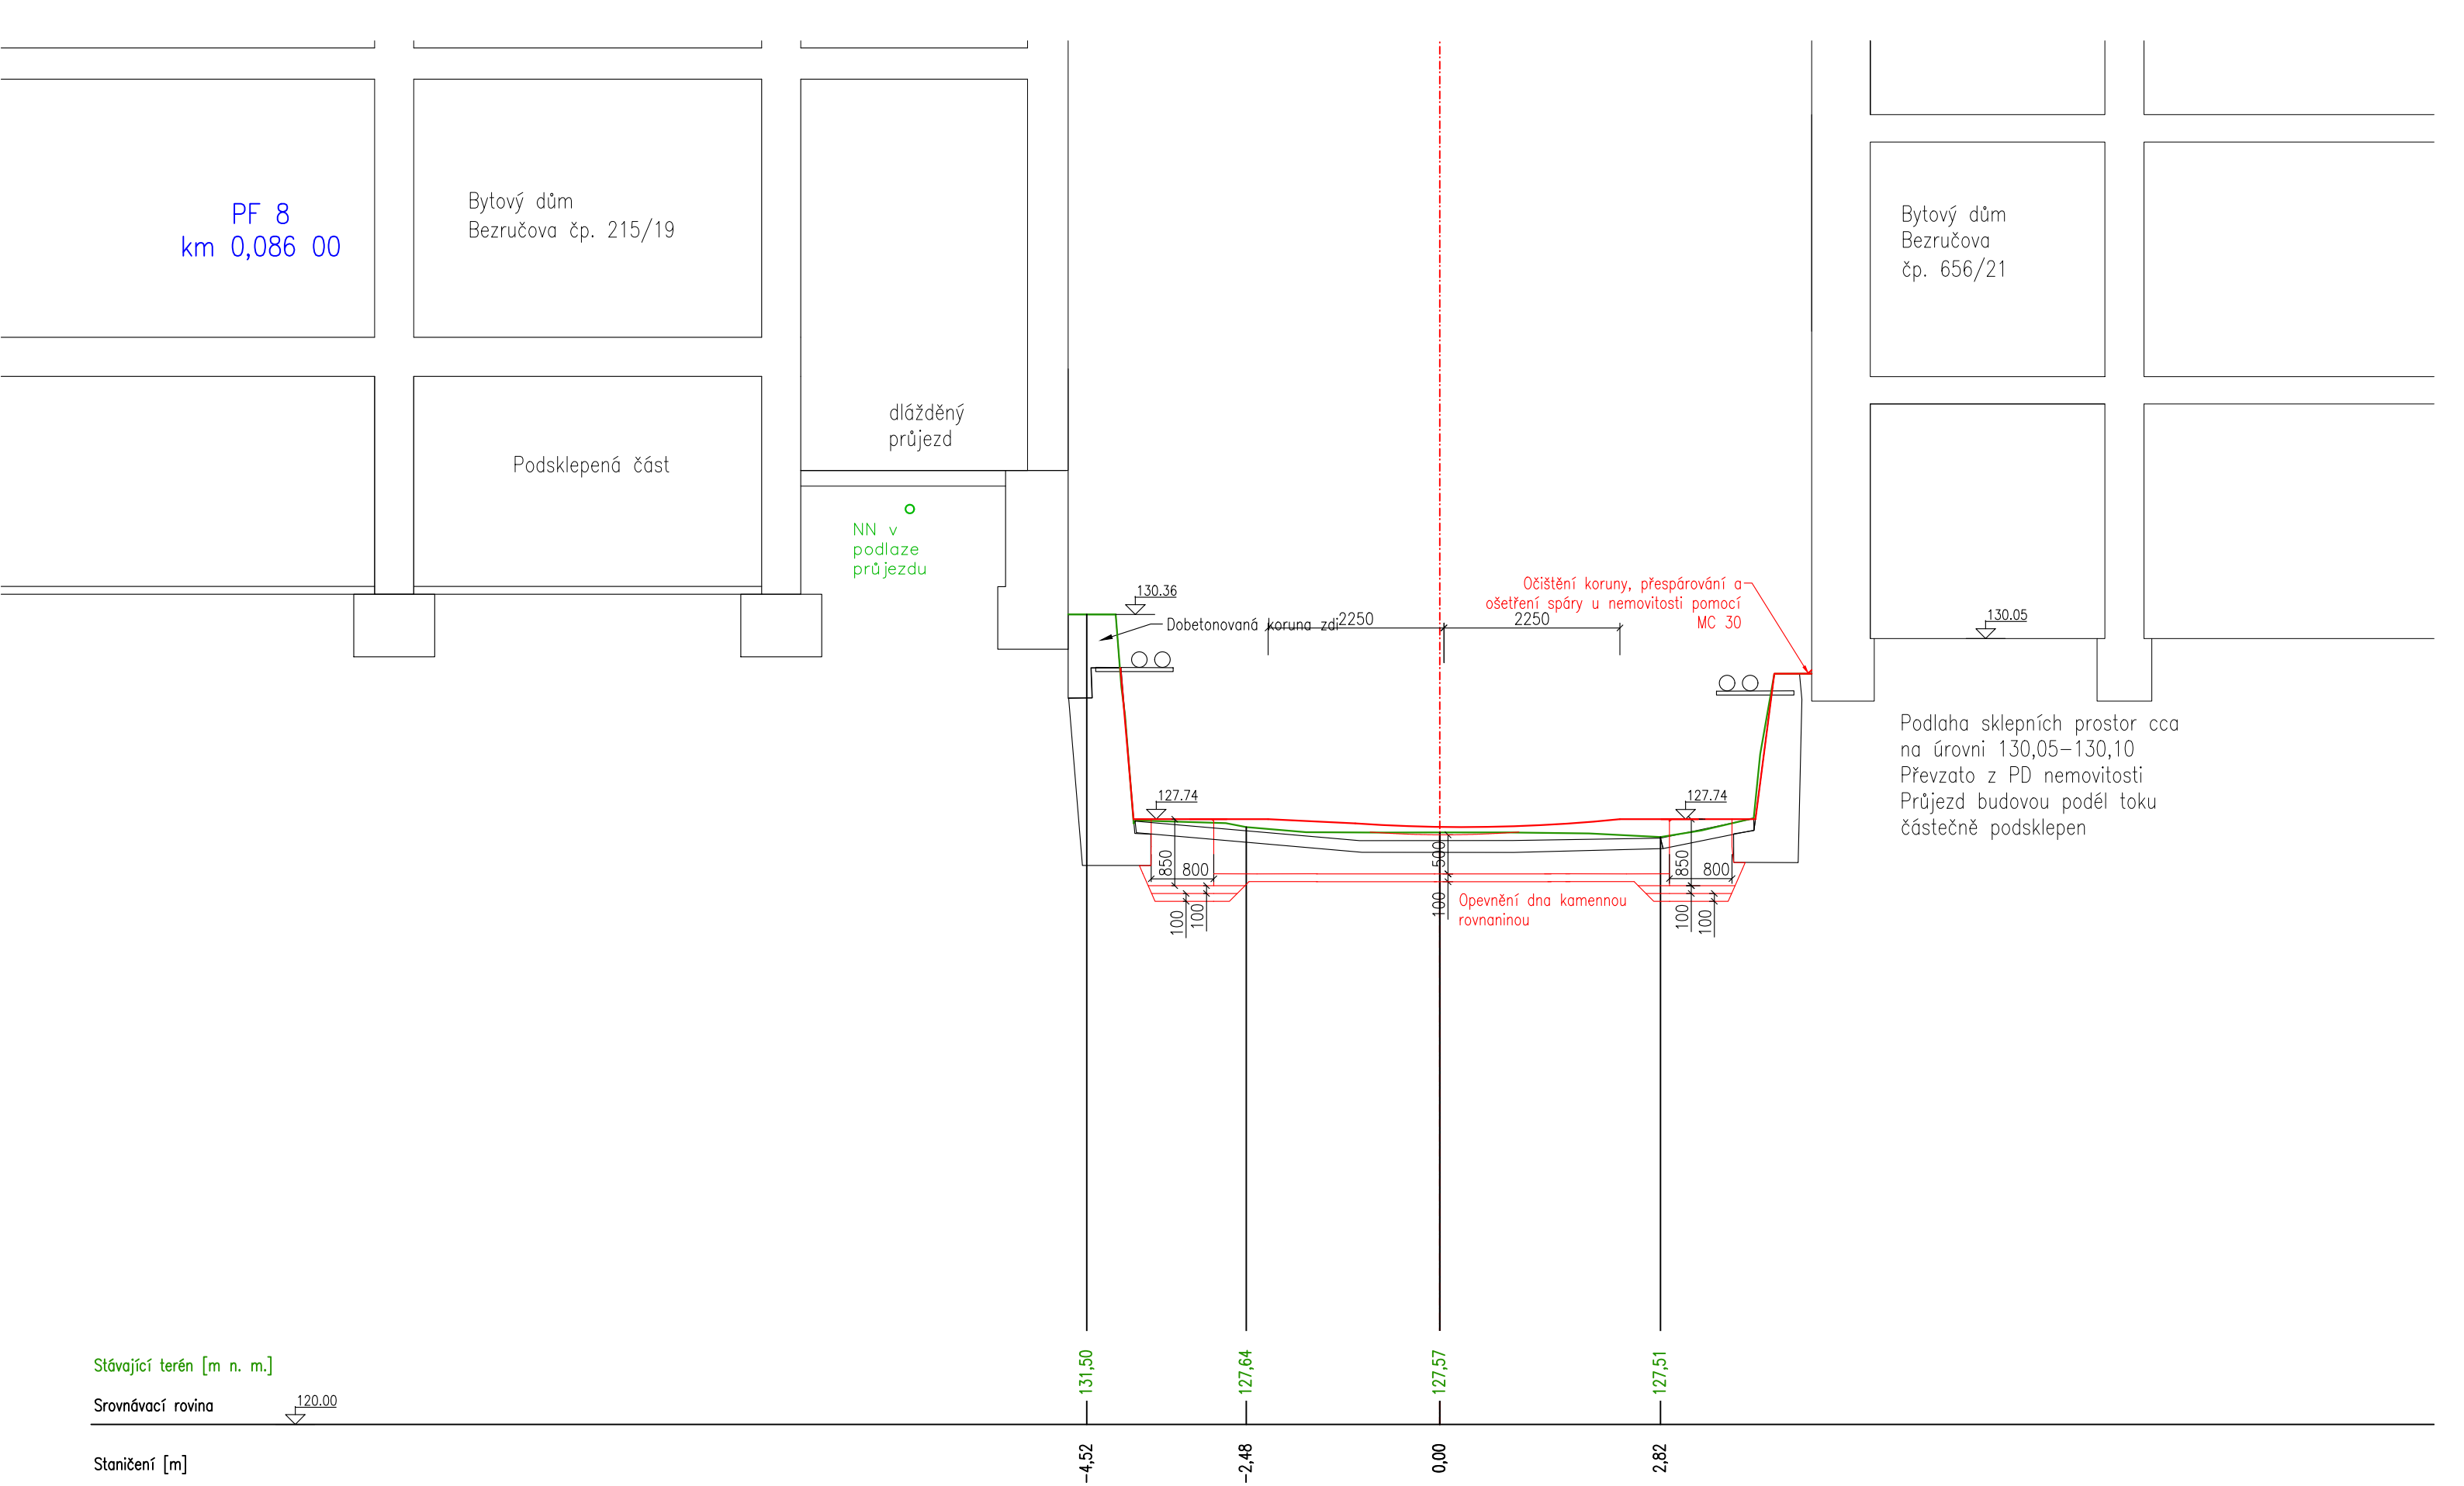 PF 8
km 0,086 00
Bytový dům
Bezručova čp. 215/19
Bytový dům
Bezručova
čp. 656/21
dlážděný
průjezd
Podsklepená část
NN v
podlaze
průjezdu
130.36
Dobetonovaná koruna zdi
2250
2250
Očištění koruny, přespárování a
ošetření spáry u nemovitosti pomocí
MC 30
130.05
Podlaha sklepních prostor cca
na úrovni 130,05-130,10
Převzato z PD nemovitosti
Průjezd budovou podél toku
částečně podsklepen
127.74
127.74
850
800
500
850
800
100
100
100
100
100
Opevnění dna kamennou
rovnaninou
Stávající terén [m n. m.]
131,50
127,64
127,57
127,51
Srovnávací rovina
120.00
Staničení [m]
-4,52
-2,48
0,00
2,82